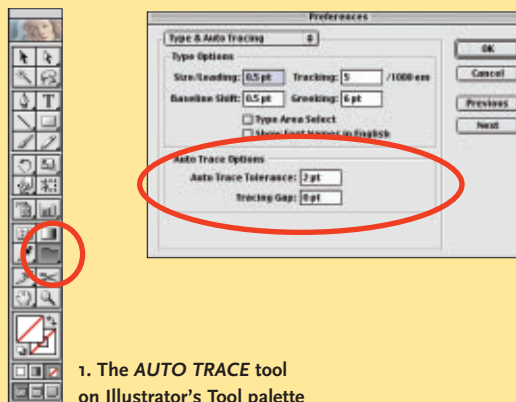 Preferences
Type & Auto Tracing
Type Options
Size/Leading: 0.5 pt Tracking: 5 /1000 em
Baseline Shift: 0.5 pt Greeking: 6 pt
Type Area Select
Show Font Names in English
Auto Trace Options
Auto Trace Tolerance: 2 pt
Tracing Gap: 0 pt
OK
Cancel
Previous
Next
T
1. The AUTO TRACE tool
on Illustrator's Tool palette